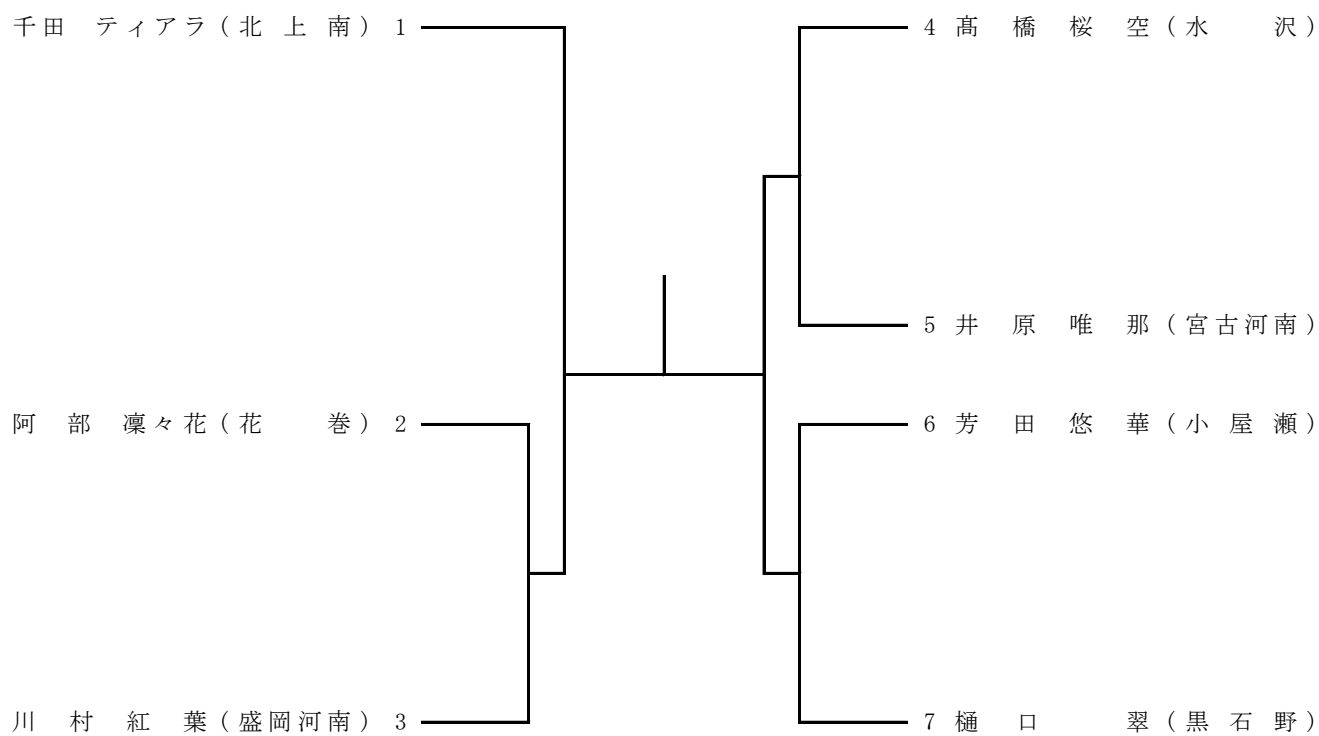 千田 ティアラ(北上南) 1
阿部 凜々花(花 巻) 2
川村紅葉(盛岡河南) 3
4 髙橋桜空(水 沢)
5 井原唯那(宮古河南)
6 芳田悠華(小屋瀬)
7 樋口 翠(黒石野)